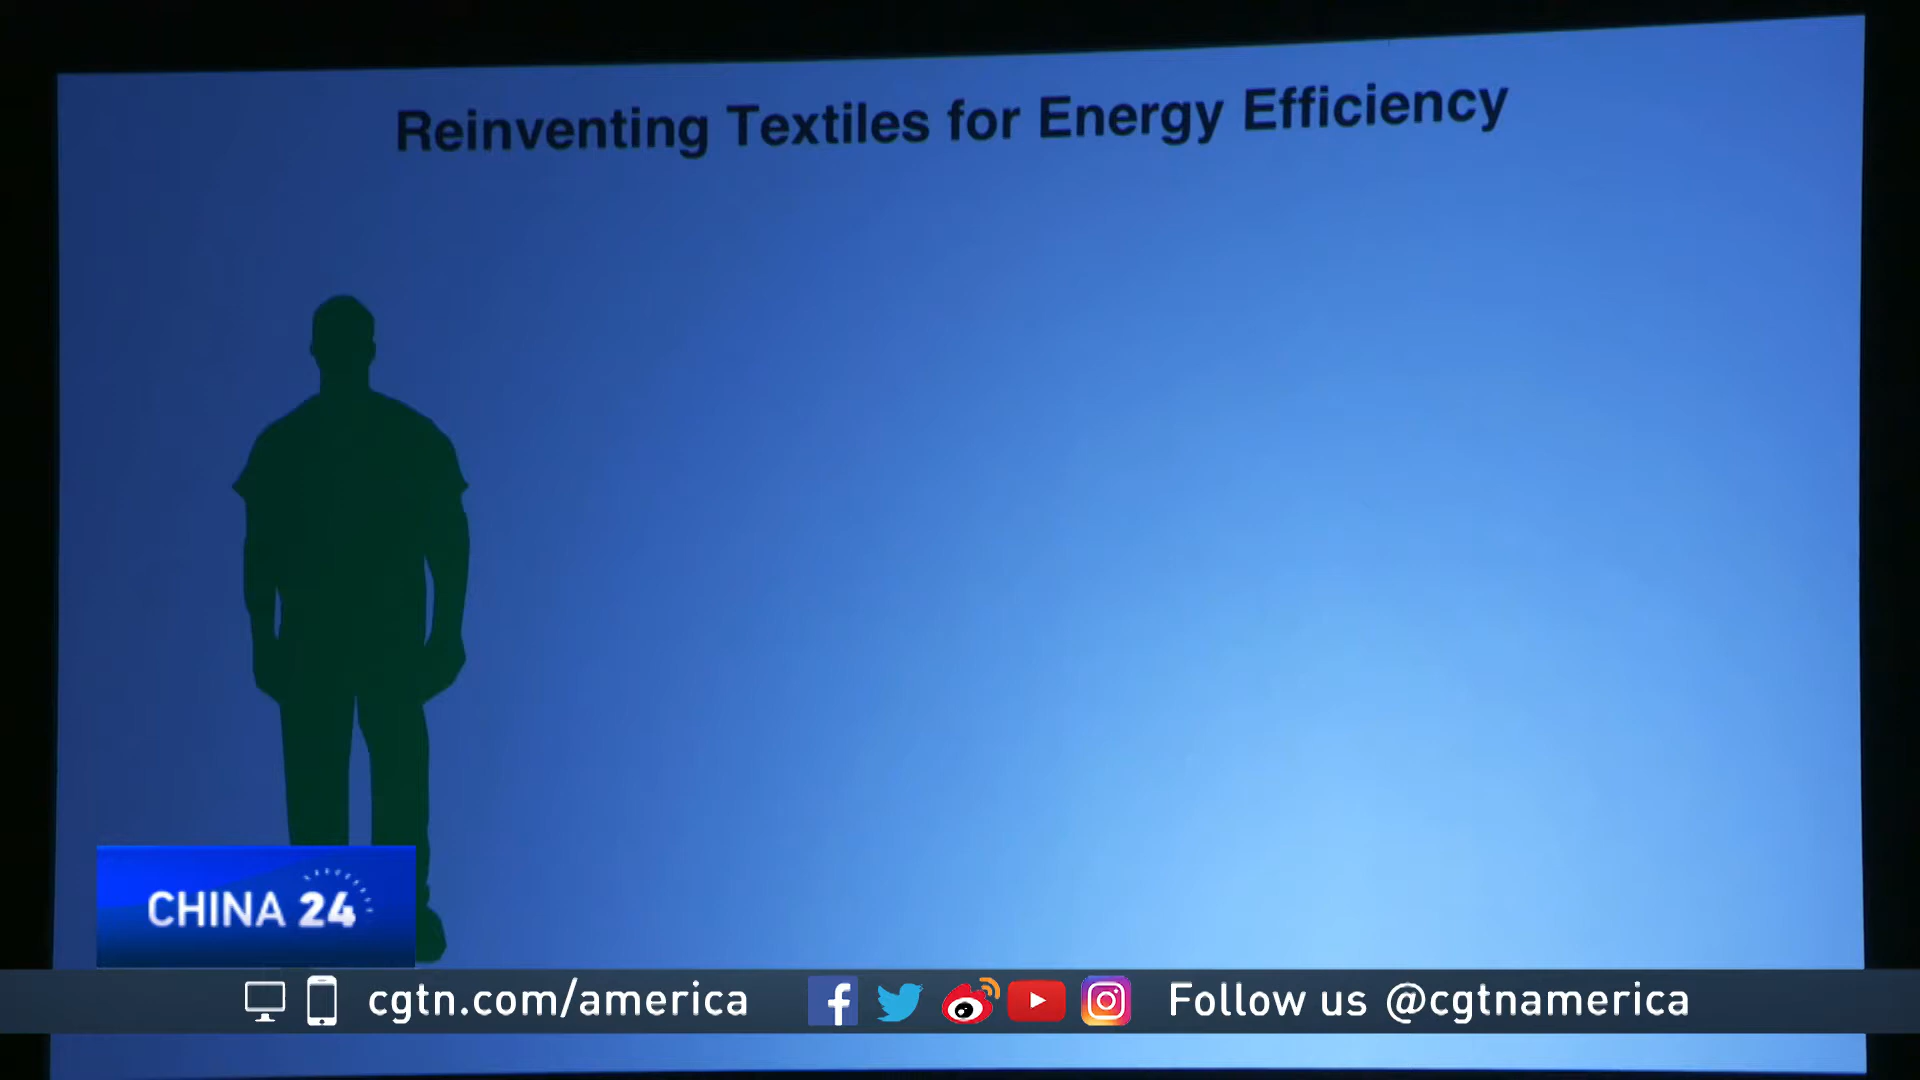 Reinventing Textiles for Energy Efficiency
CHINA 24
cgtn.com/america
Follow us @cgtnamerica